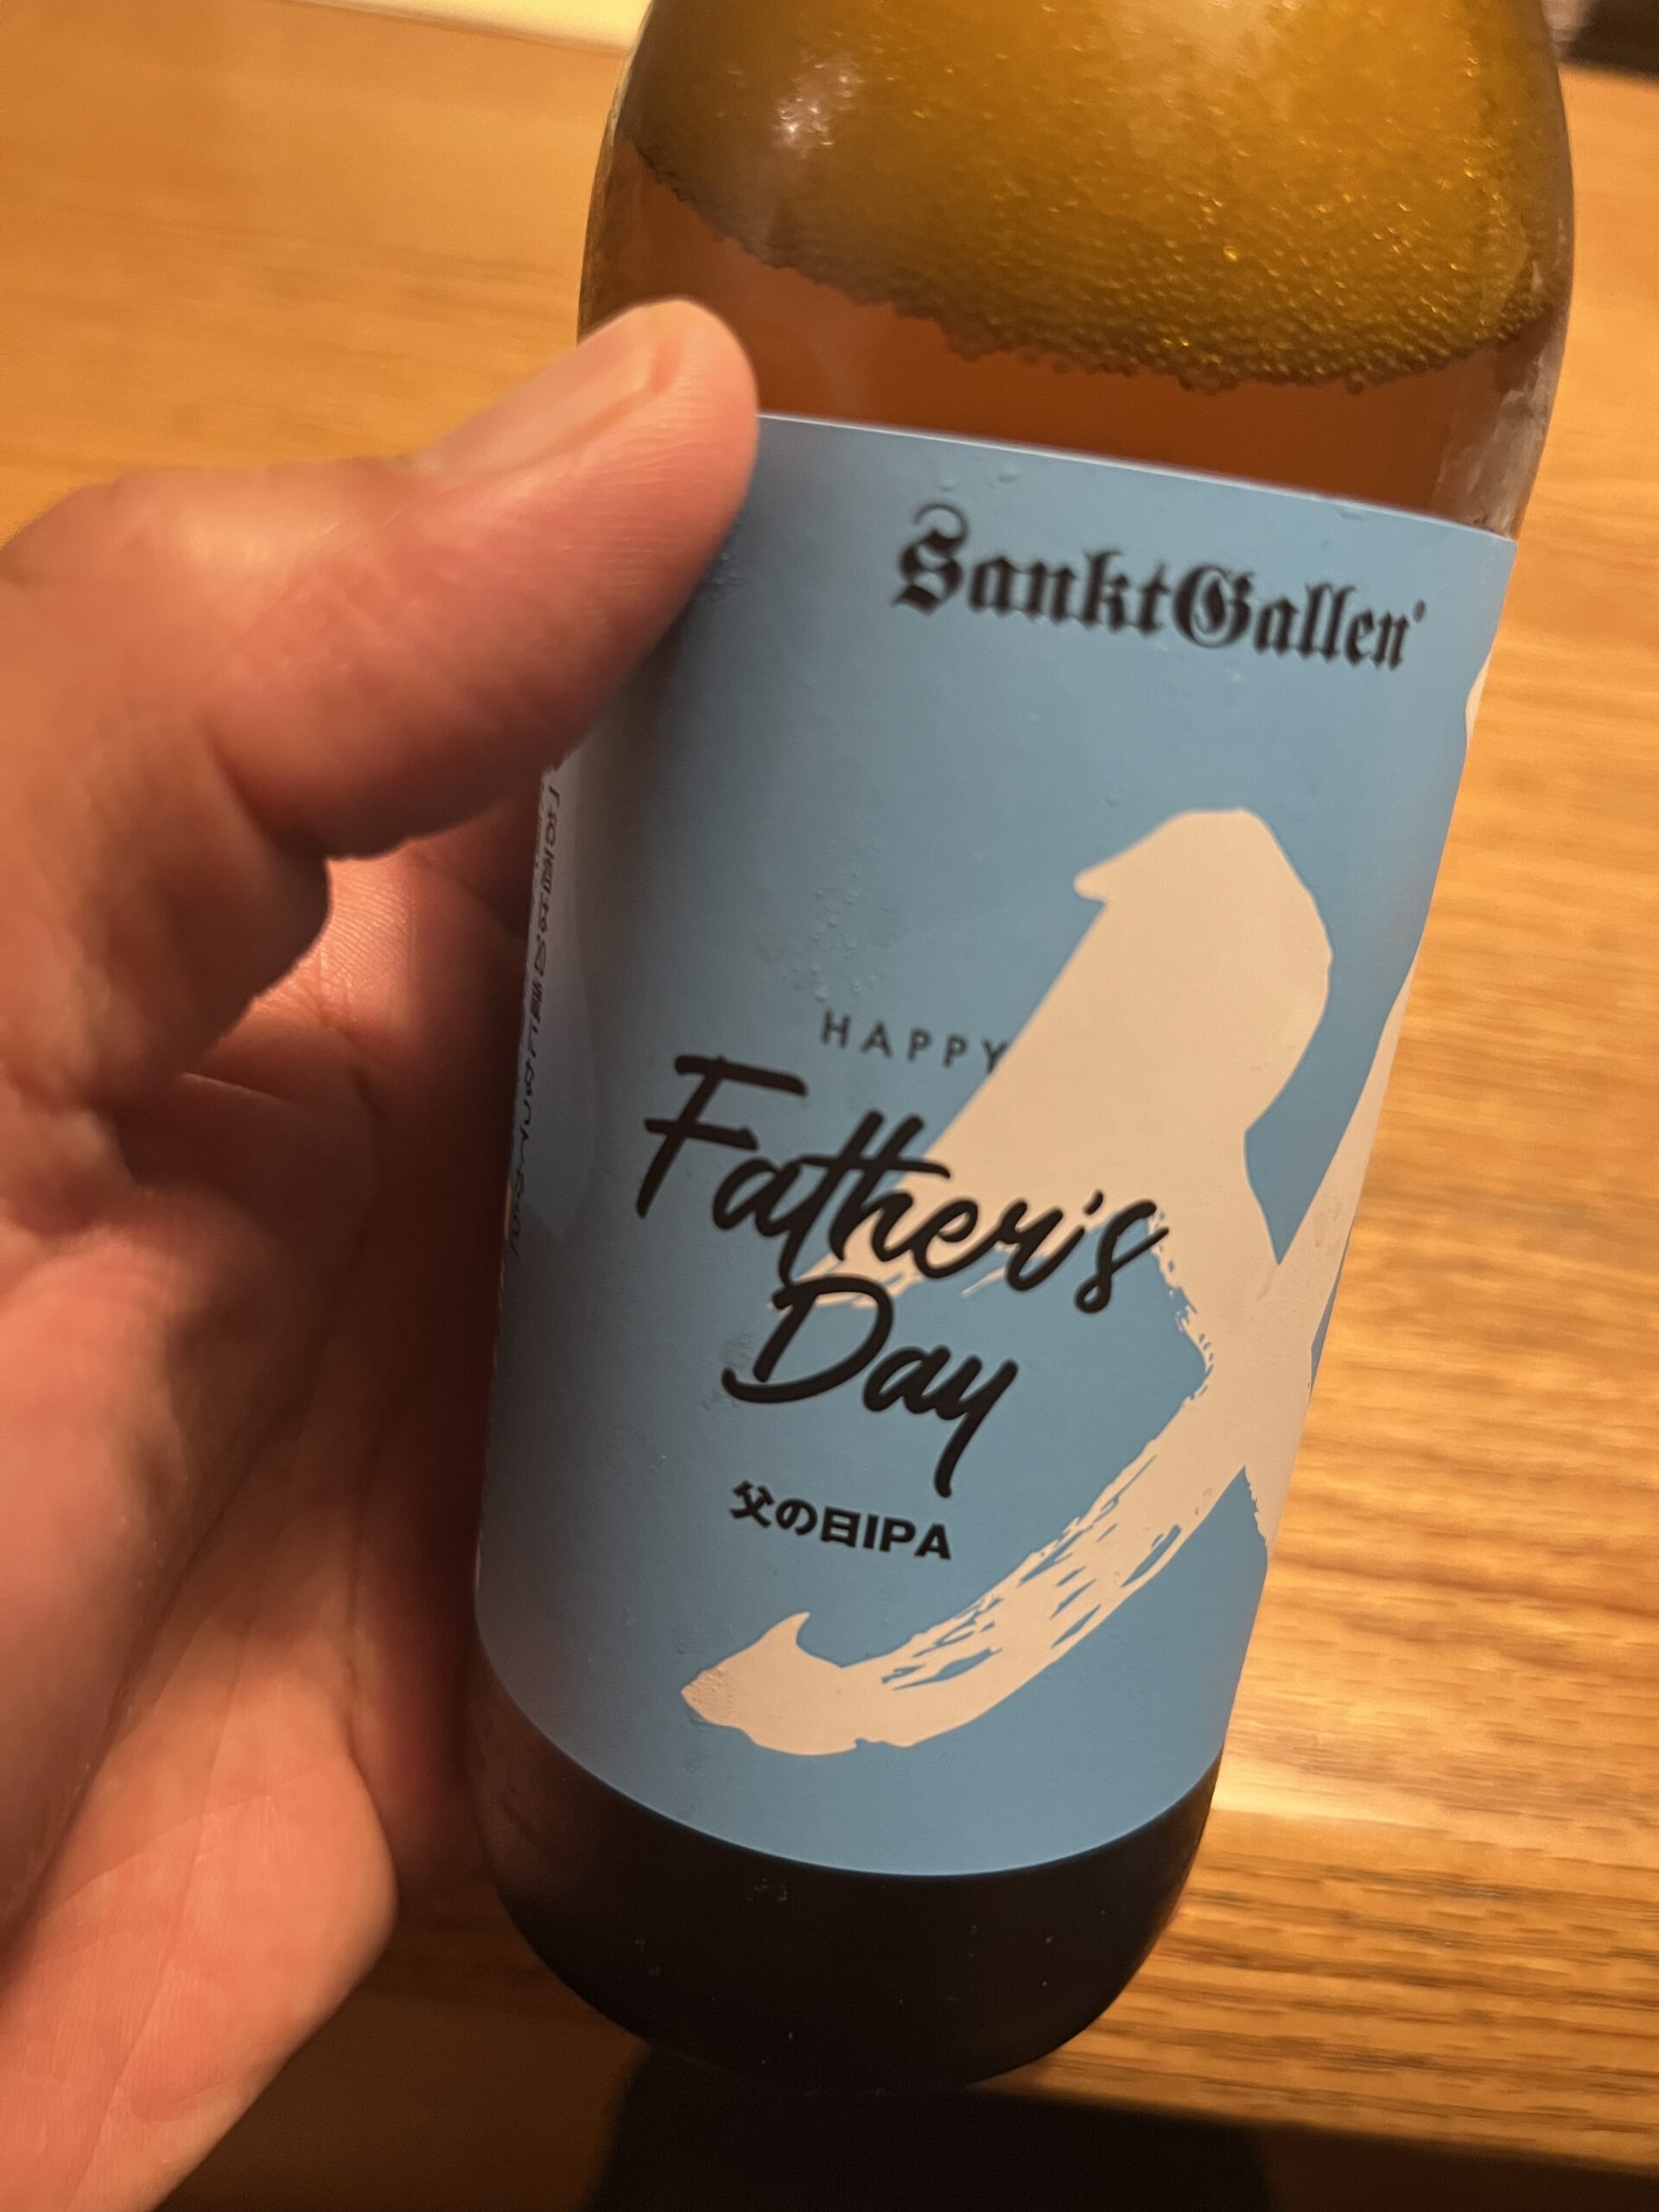 SanktGallen
HAPPY
Father's
Day
父の日IPA